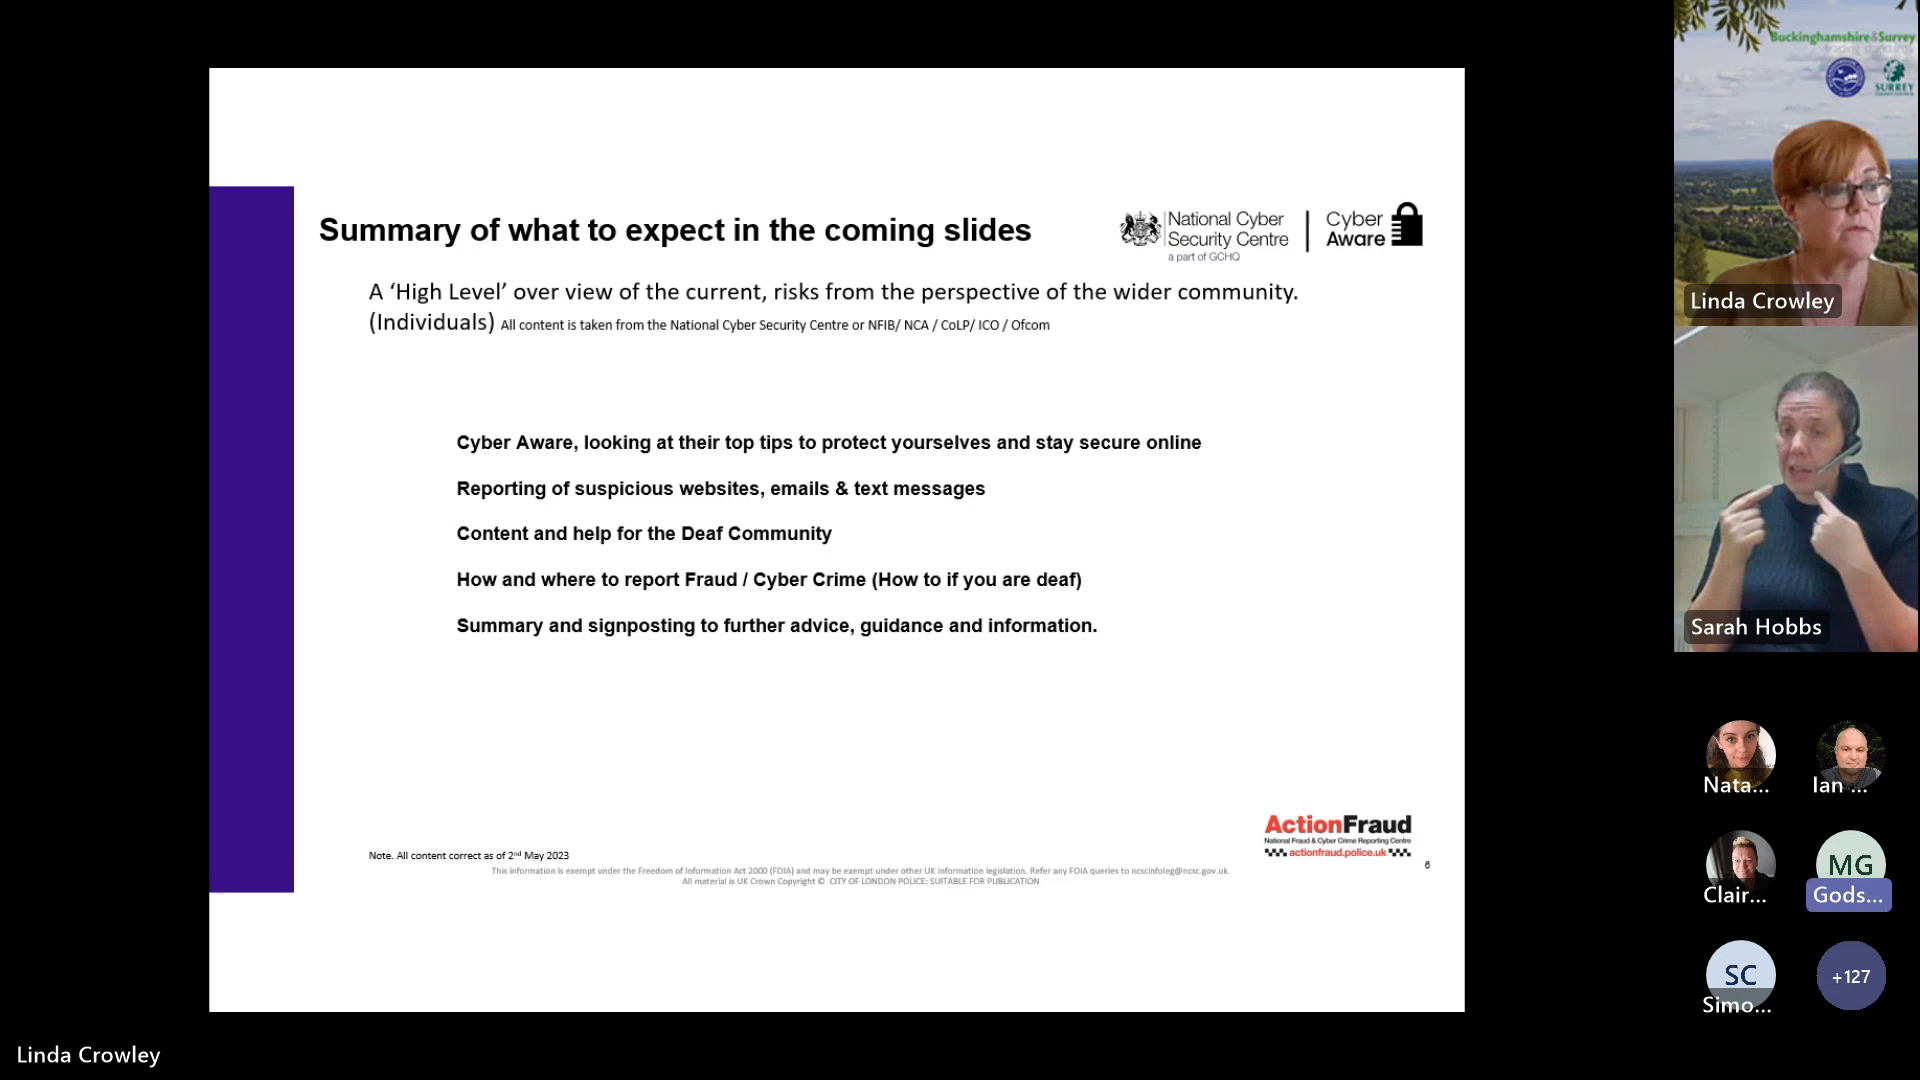 Summary of what to expect in the coming slides
National Cyber
Security Centre
a part of GCHQ
Cyber
Aware
A ‘High Level’ over view of the current, risks from the perspective of the wider community.
(Individuals) All content is taken from the National Cyber Security Centre or NFIB/ NCA / CoLP/ ICO / Ofcom
Cyber Aware, looking at their top tips to protect yourselves and stay secure online
Reporting of suspicious websites, emails & text messages
Content and help for the Deaf Community
How and where to report Fraud / Cyber Crime (How to if you are deaf)
Summary and signposting to further advice, guidance and information.
ActionFraud
National Fraud & Cyber Crime Reporting Centre
actionfraud.police.uk
Note. All content correct as of 2nd May 2023
6
This information is exempt under the Freedom of Information Act 2000 (FOIA) and may be exempt under other UK information legislation. Refer any FOIA queries to ncscinfoleg@ncsc.gov.uk.
All material is UK Crown Copyright © CITY OF LONDON POLICE: SUITABLE FOR PUBLICATION
Linda Crowley
Buckinghamshire&Surrey
trading standards
SURREY
Linda Crowley
Sarah Hobbs
Nata...
Ian ...
Clair...
MG
Gods...
SC
Simo...
+127